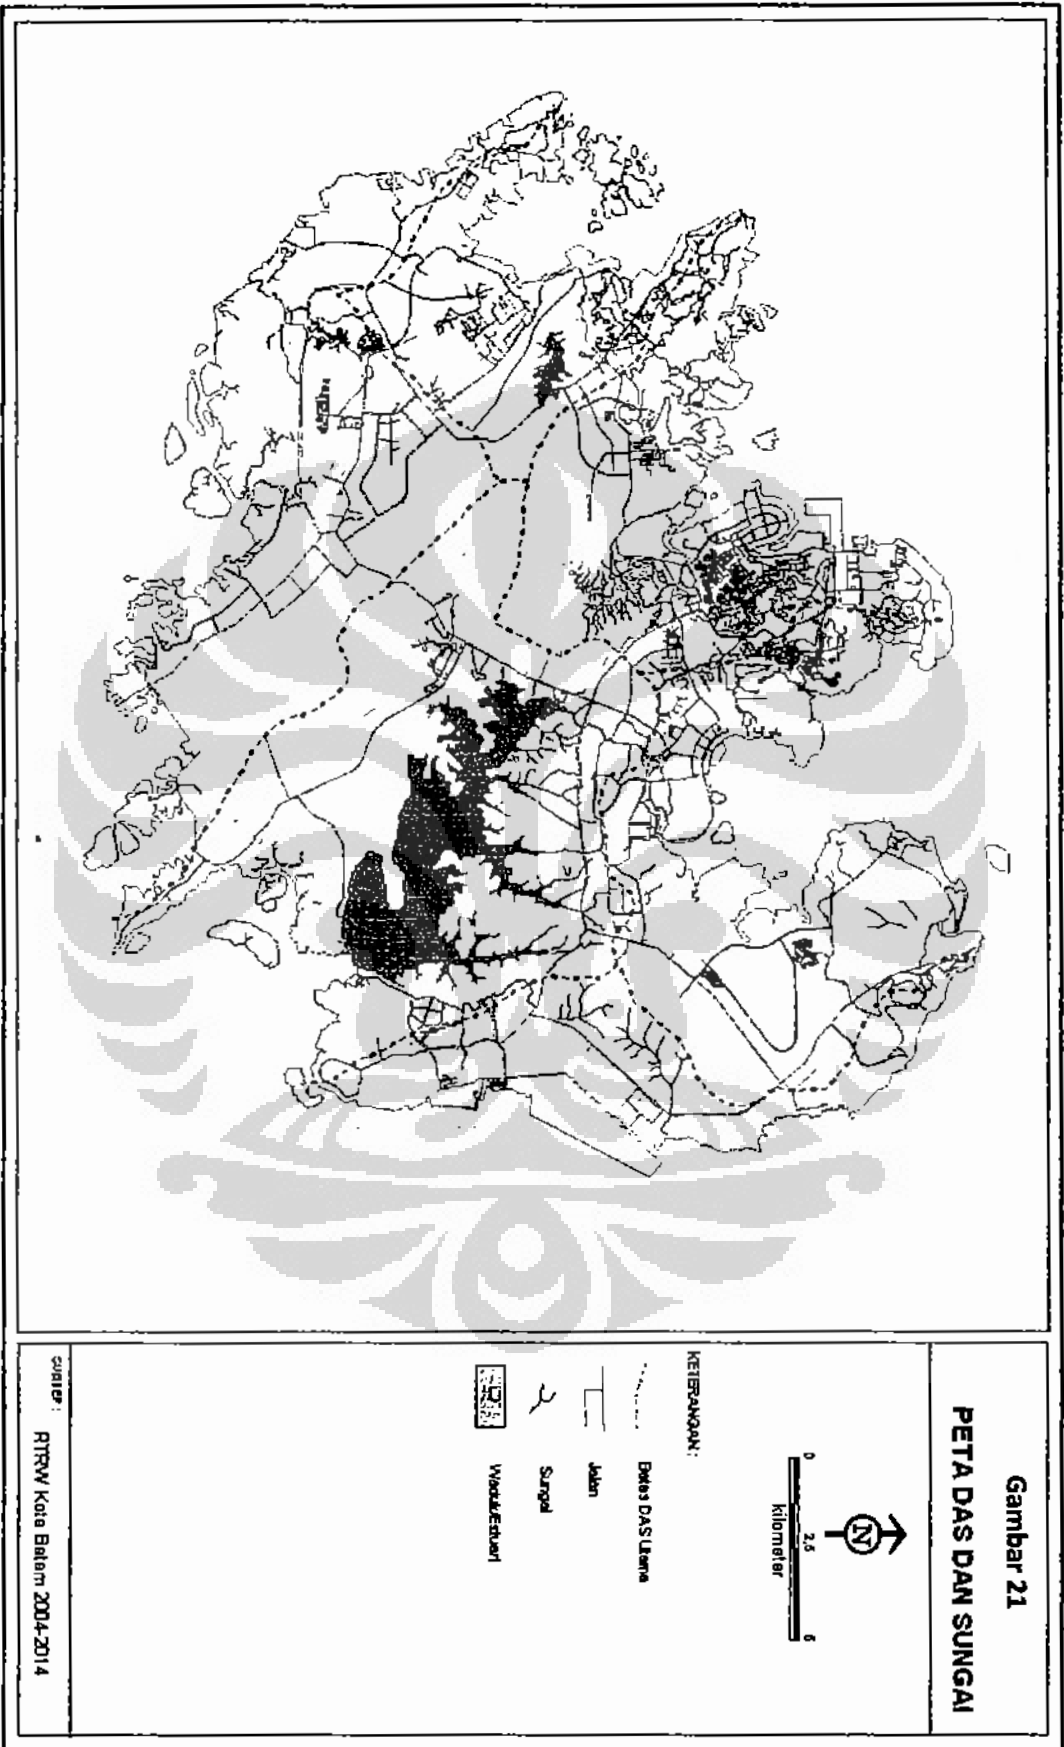 Gambar 21
PETA DAS DAN SUNGAI
N
0 2,5 5
kilometer
KETERANGAN :
Batas DAS Utama
Jalan
Sungai
Waduk/Estuari
SUMBER :
RTRW Kota Batam 2004-2014